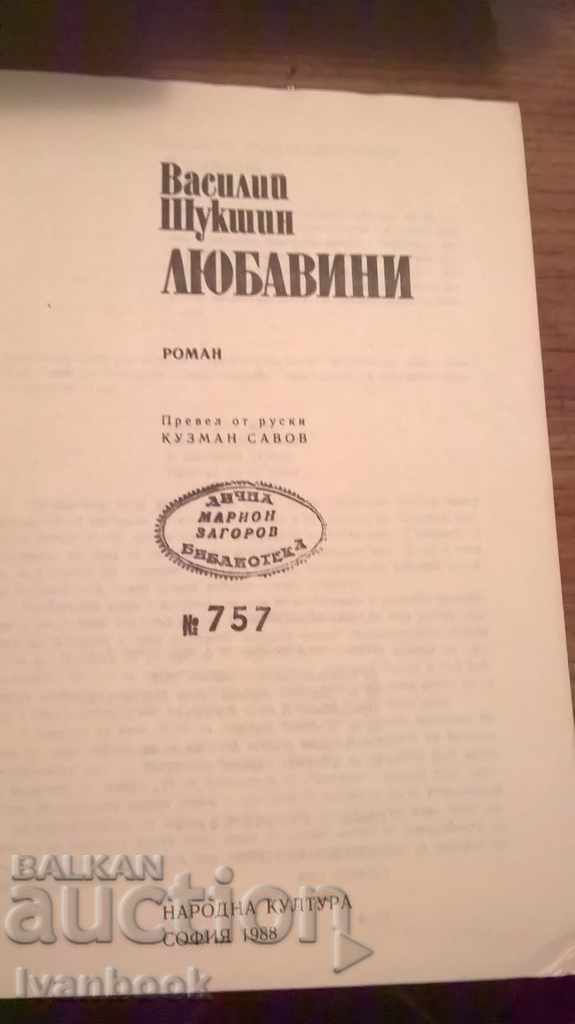 Василий
Шукшин
ЛЮБАВИНИ
РОМАН
Превел от руски
КУЗМАН САВОВ
ЛИЧНА
МАРИОН
ЗАГОРОВ
БИБЛИОТЕКА
№ 757
BALKAN
auction
НАРОДНА КУЛТУРА
СОФИЯ 1988
Ivanbook